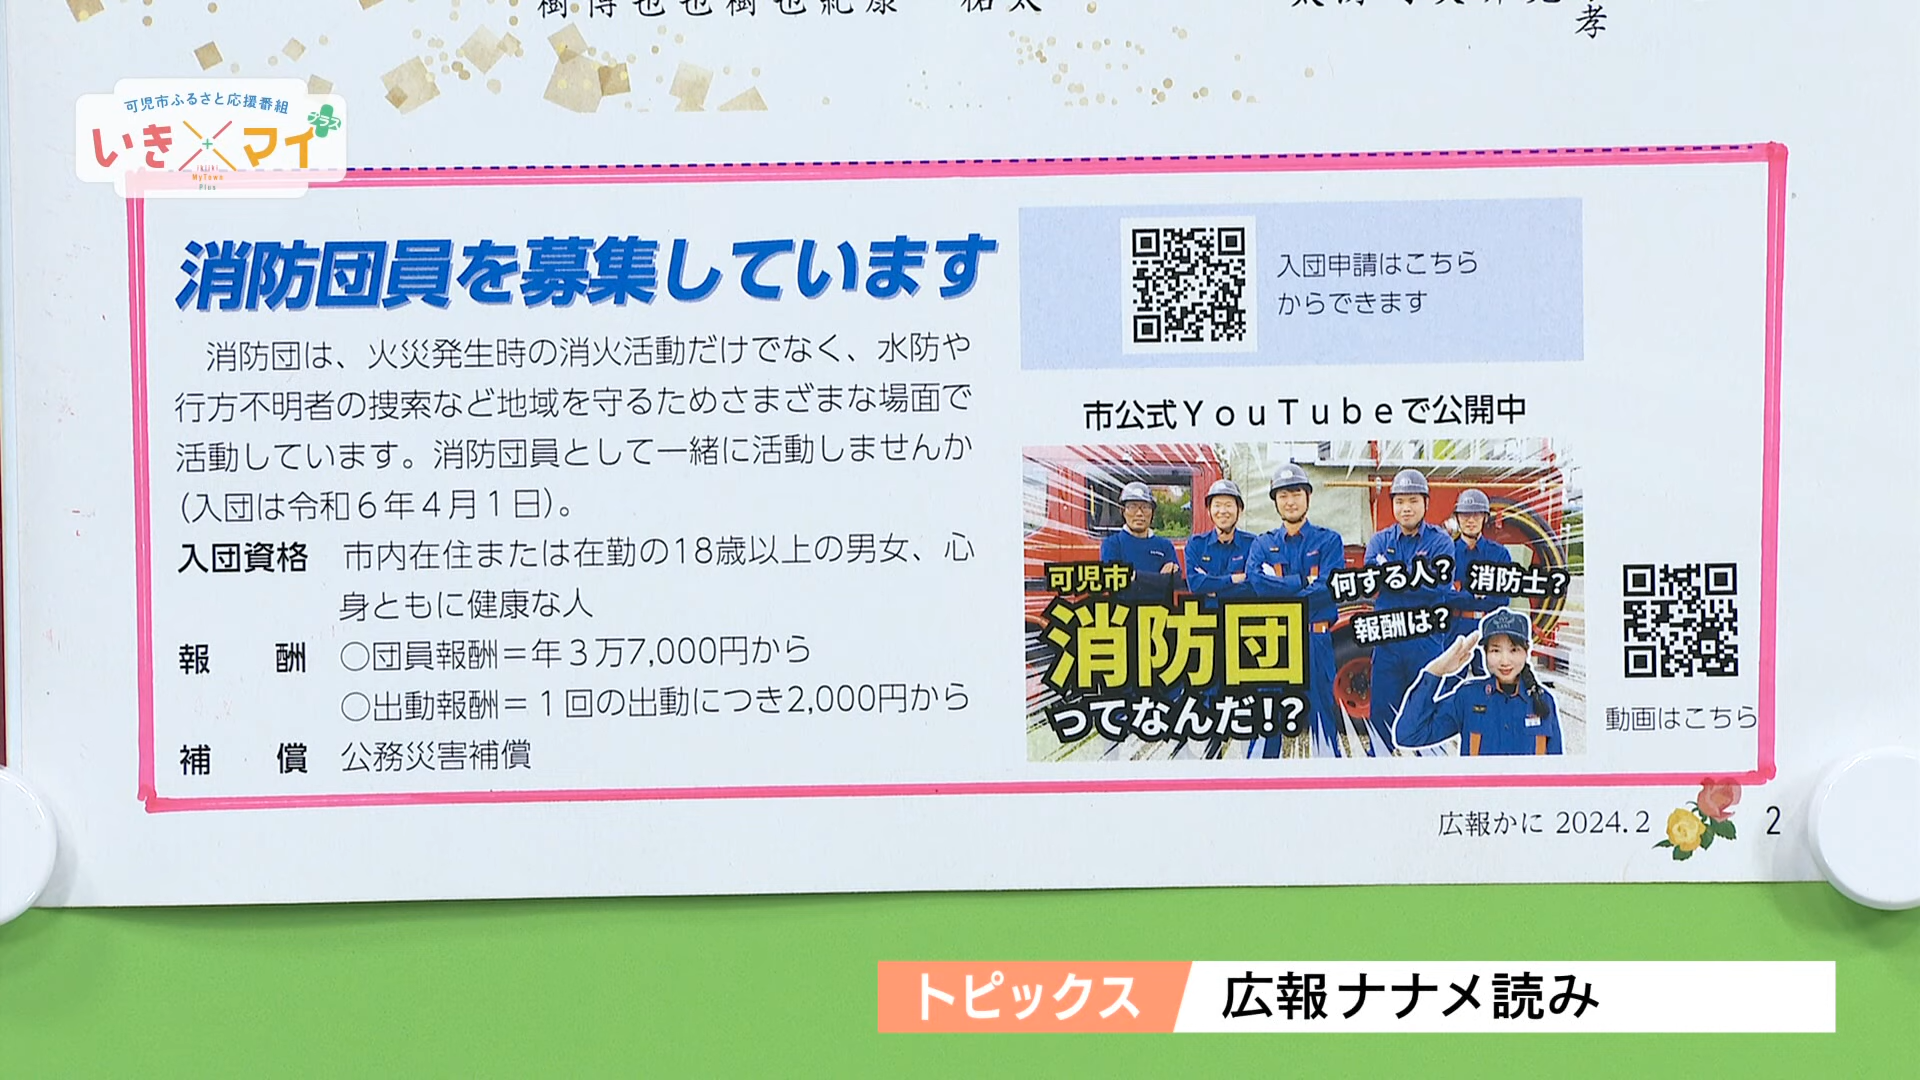 孝
可児市ふるさと応援番組
いき×マイ
プラス
MyTown
Plus
消防団員を募集しています
消防団は、火災発生時の消火活動だけでなく、水防や
行方不明者の捜索など地域を守るためさまざまな場面で
活動しています。消防団員として一緒に活動しませんか
(入団は令和6年4月1日)。
入団資格 市内在住または在勤の18歳以上の男女、心
身ともに健康な人
報酬 ○団員報酬＝年3万7,000円から
○出動報酬＝1回の出動につき2,000円から
補償 公務災害補償
入団申請はこちら
からできます
市公式YouTubeで公開中
可児市
消防団
ってなんだ!?
何する人?
消防士?
報酬は?
動画はこちら
広報かに 2024.2
2
トピックス 広報ナナメ読み